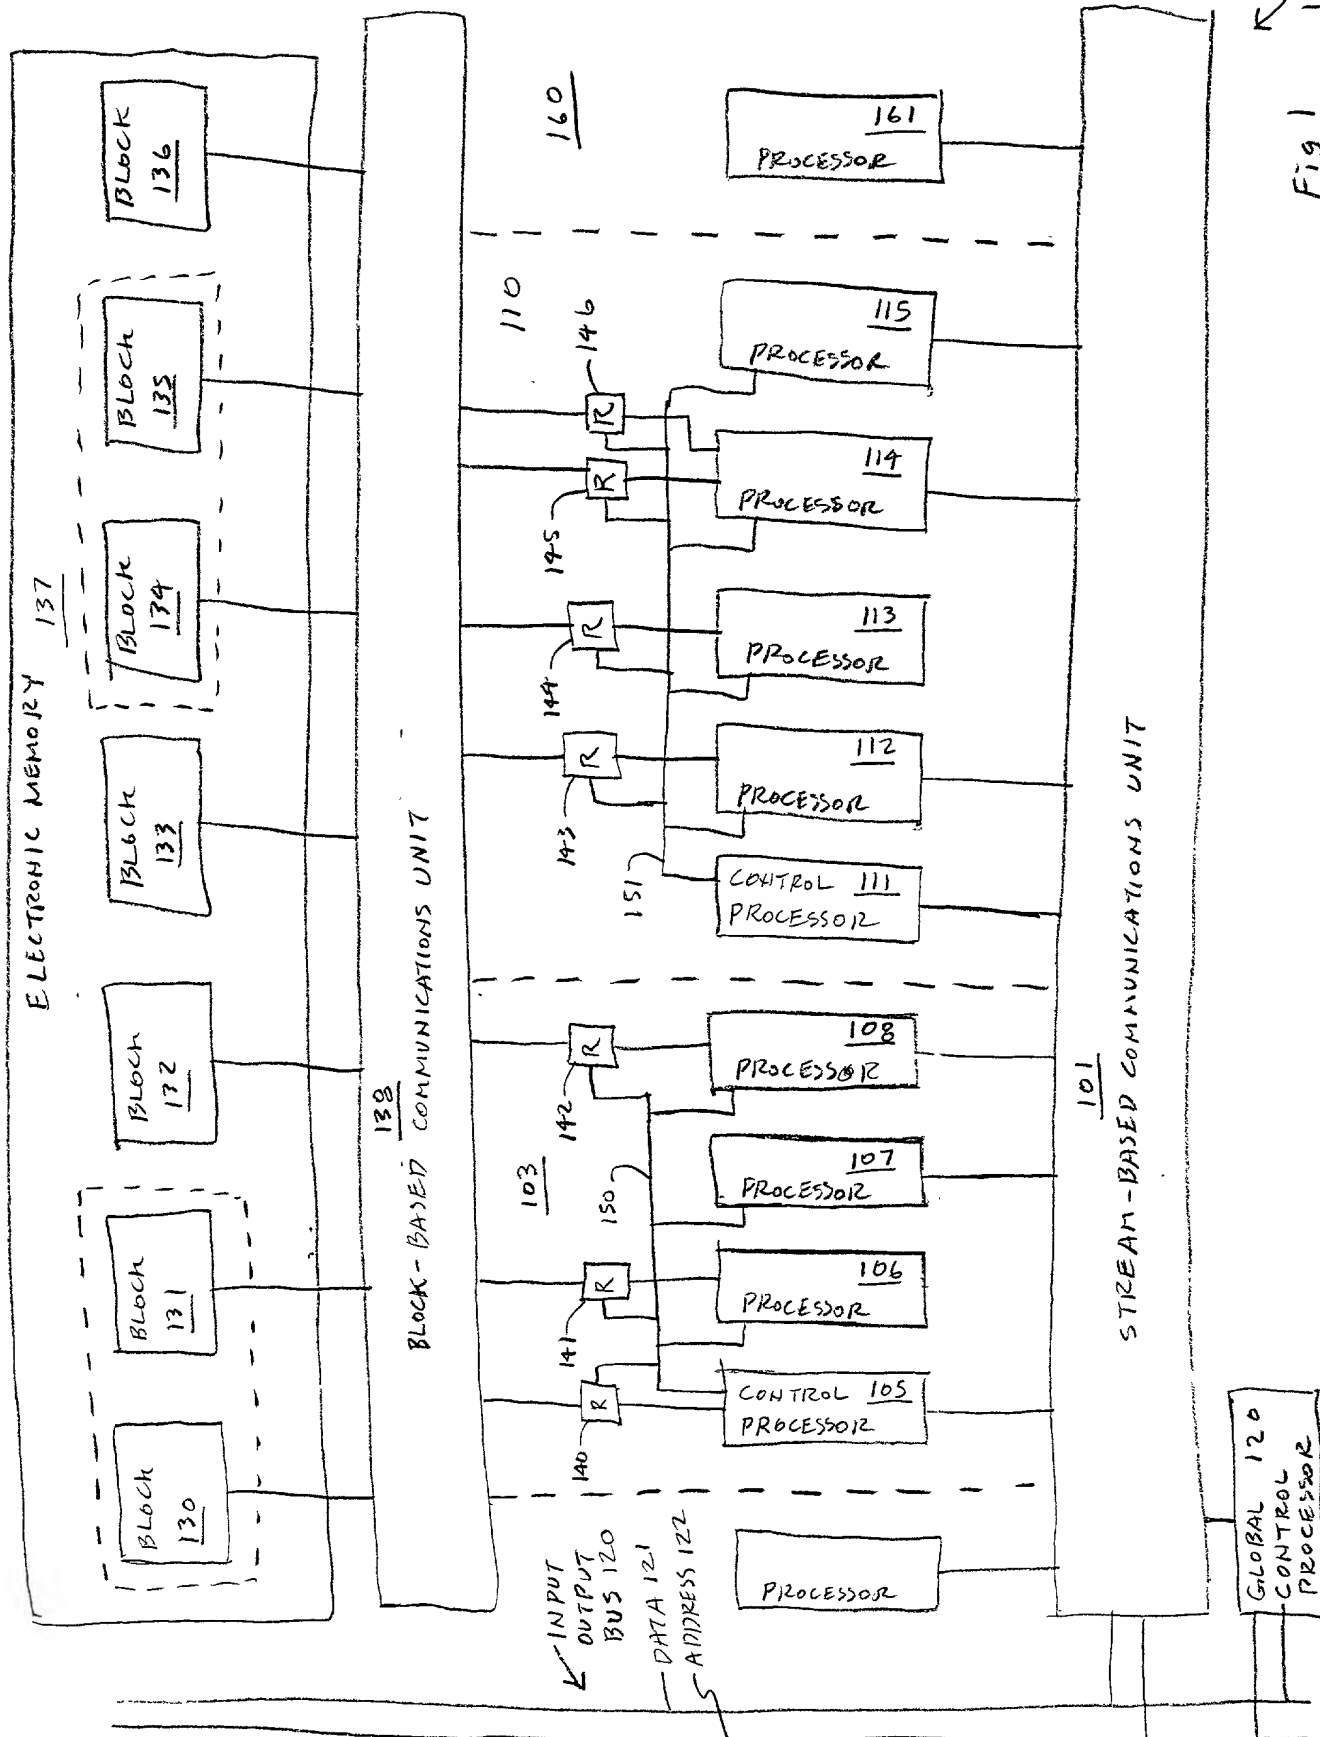 ELECTRONIC MEMORY
137
BLOCK
130
BLOCK
131
BLOCK
132
BLOCK
133
BLOCK
134
BLOCK
135
BLOCK
136
138
BLOCK-BASED COMMUNICATIONS UNIT
INPUT
OUTPUT
BUS 120
DATA 121
ADDRESS 122
103
110
160
140
R
141
R
142
R
143
R
144
R
145
R
R
146
150
151
PROCESSOR
CONTROL 105
PROCESSOR
106
PROCESSOR
107
PROCESSOR
108
PROCESSOR
CONTROL 111
PROCESSOR
112
PROCESSOR
113
PROCESSOR
114
PROCESSOR
115
PROCESSOR
161
PROCESSOR
101
STREAM-BASED COMMUNICATIONS UNIT
GLOBAL 120
CONTROL
PROCESSOR
Fig 1